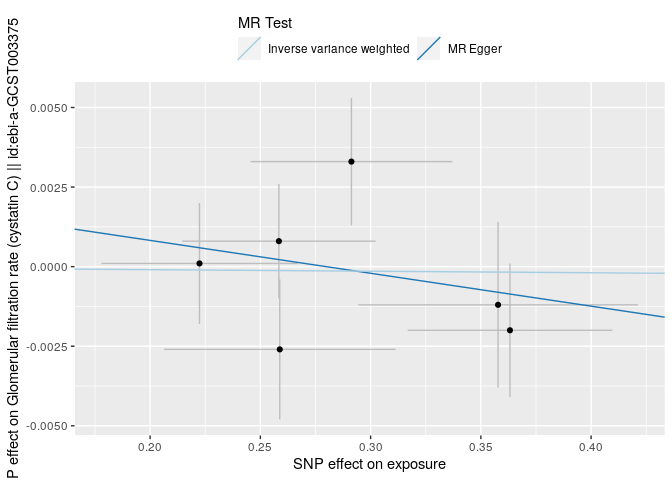 MR Test
Inverse variance weighted
MR Egger
P effect on Glomerular filtration rate (cystatin C) || id:ebi-a-GCST003375
0.0050
0.0025
0.0000
-0.0025
-0.0050
0.20 0.25 0.30 0.35 0.40
SNP effect on exposure